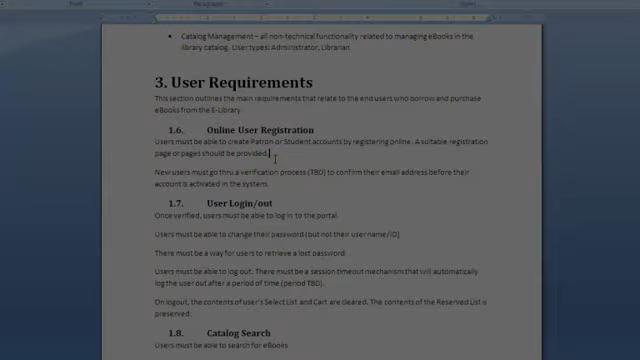 Catalog Management – all non-technical functionality related to managing eBooks in the
library catalog. User types: Administrator, Librarian
3. User Requirements
This section outlines the main requirements that relate to the end users who borrow and purchase
eBooks from the E-Library.
1.6. Online User Registration
Users must be able to create Patron or Student accounts by registering online. A suitable registration
page or pages should be provided.
New users must go thru a verification process (TBD) to confirm their email address before their
account is activated in the system.
1.7. User Login/out
Once verified, users must be able to log in to the portal.
Users must be able to change their password (but not their user name/ID)
There must be a way for users to retrieve a lost password.
Users must be able to log out. There must be a session timeout mechanism that will automatically
log the user out after a period of time (period TBD).
On logout, the contents of user's Select List and Cart are cleared. The contents of the Reserved List is
preserved.
1.8. Catalog Search
Users must be able to search for eBooks